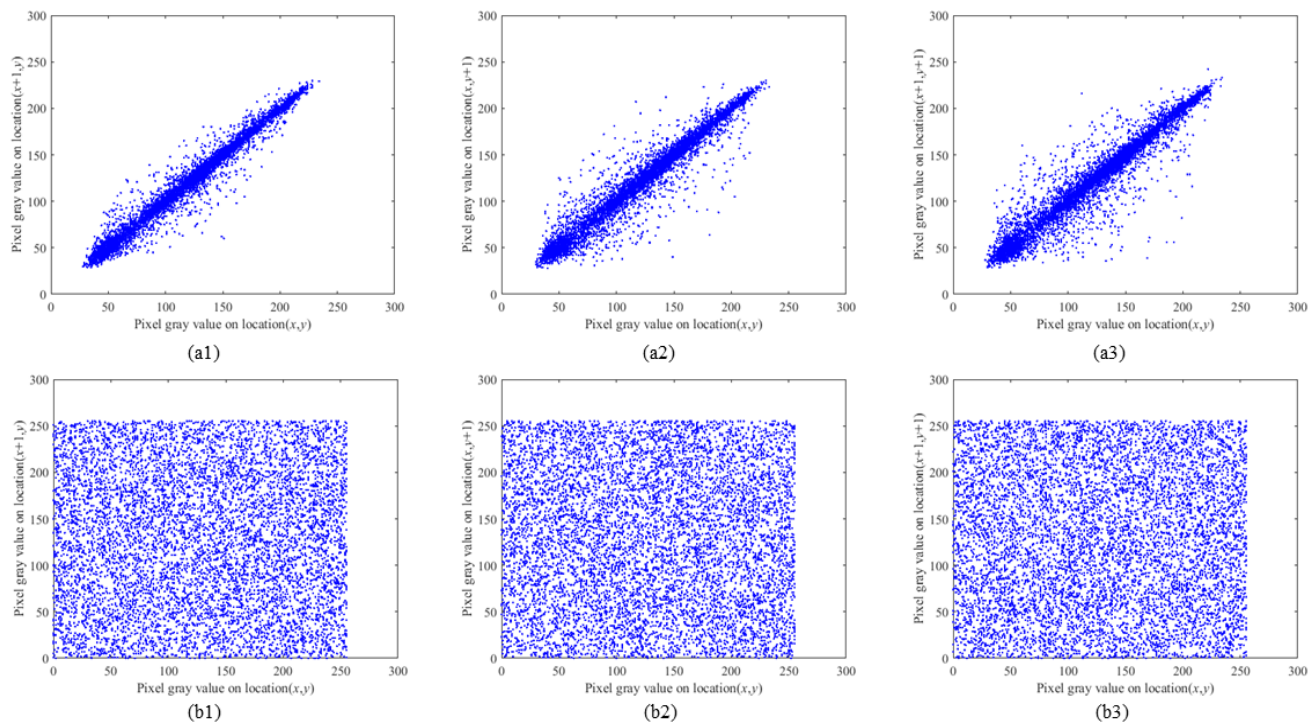 300
250
200
150
100
50
0
Pixel gray value on location(x+1,y)
0 50 100 150 200 250 300
Pixel gray value on location(x,y)
(a1)
300
250
200
150
100
50
0
Pixel gray value on location(x,y+1)
0 50 100 150 200 250 300
Pixel gray value on location(x,y)
(a2)
300
250
200
150
100
50
0
Pixel gray value on location(x+1,y+1)
0 50 100 150 200 250 300
Pixel gray value on location(x,y)
(a3)
300
250
200
150
100
50
0
Pixel gray value on location(x+1,y)
0 50 100 150 200 250 300
Pixel gray value on location(x,y)
(b1)
300
250
200
150
100
50
0
Pixel gray value on location(x,y+1)
0 50 100 150 200 250 300
Pixel gray value on location(x,y)
(b2)
300
250
200
150
100
50
0
Pixel gray value on location(x+1,y+1)
0 50 100 150 200 250 300
Pixel gray value on location(x,y)
(b3)